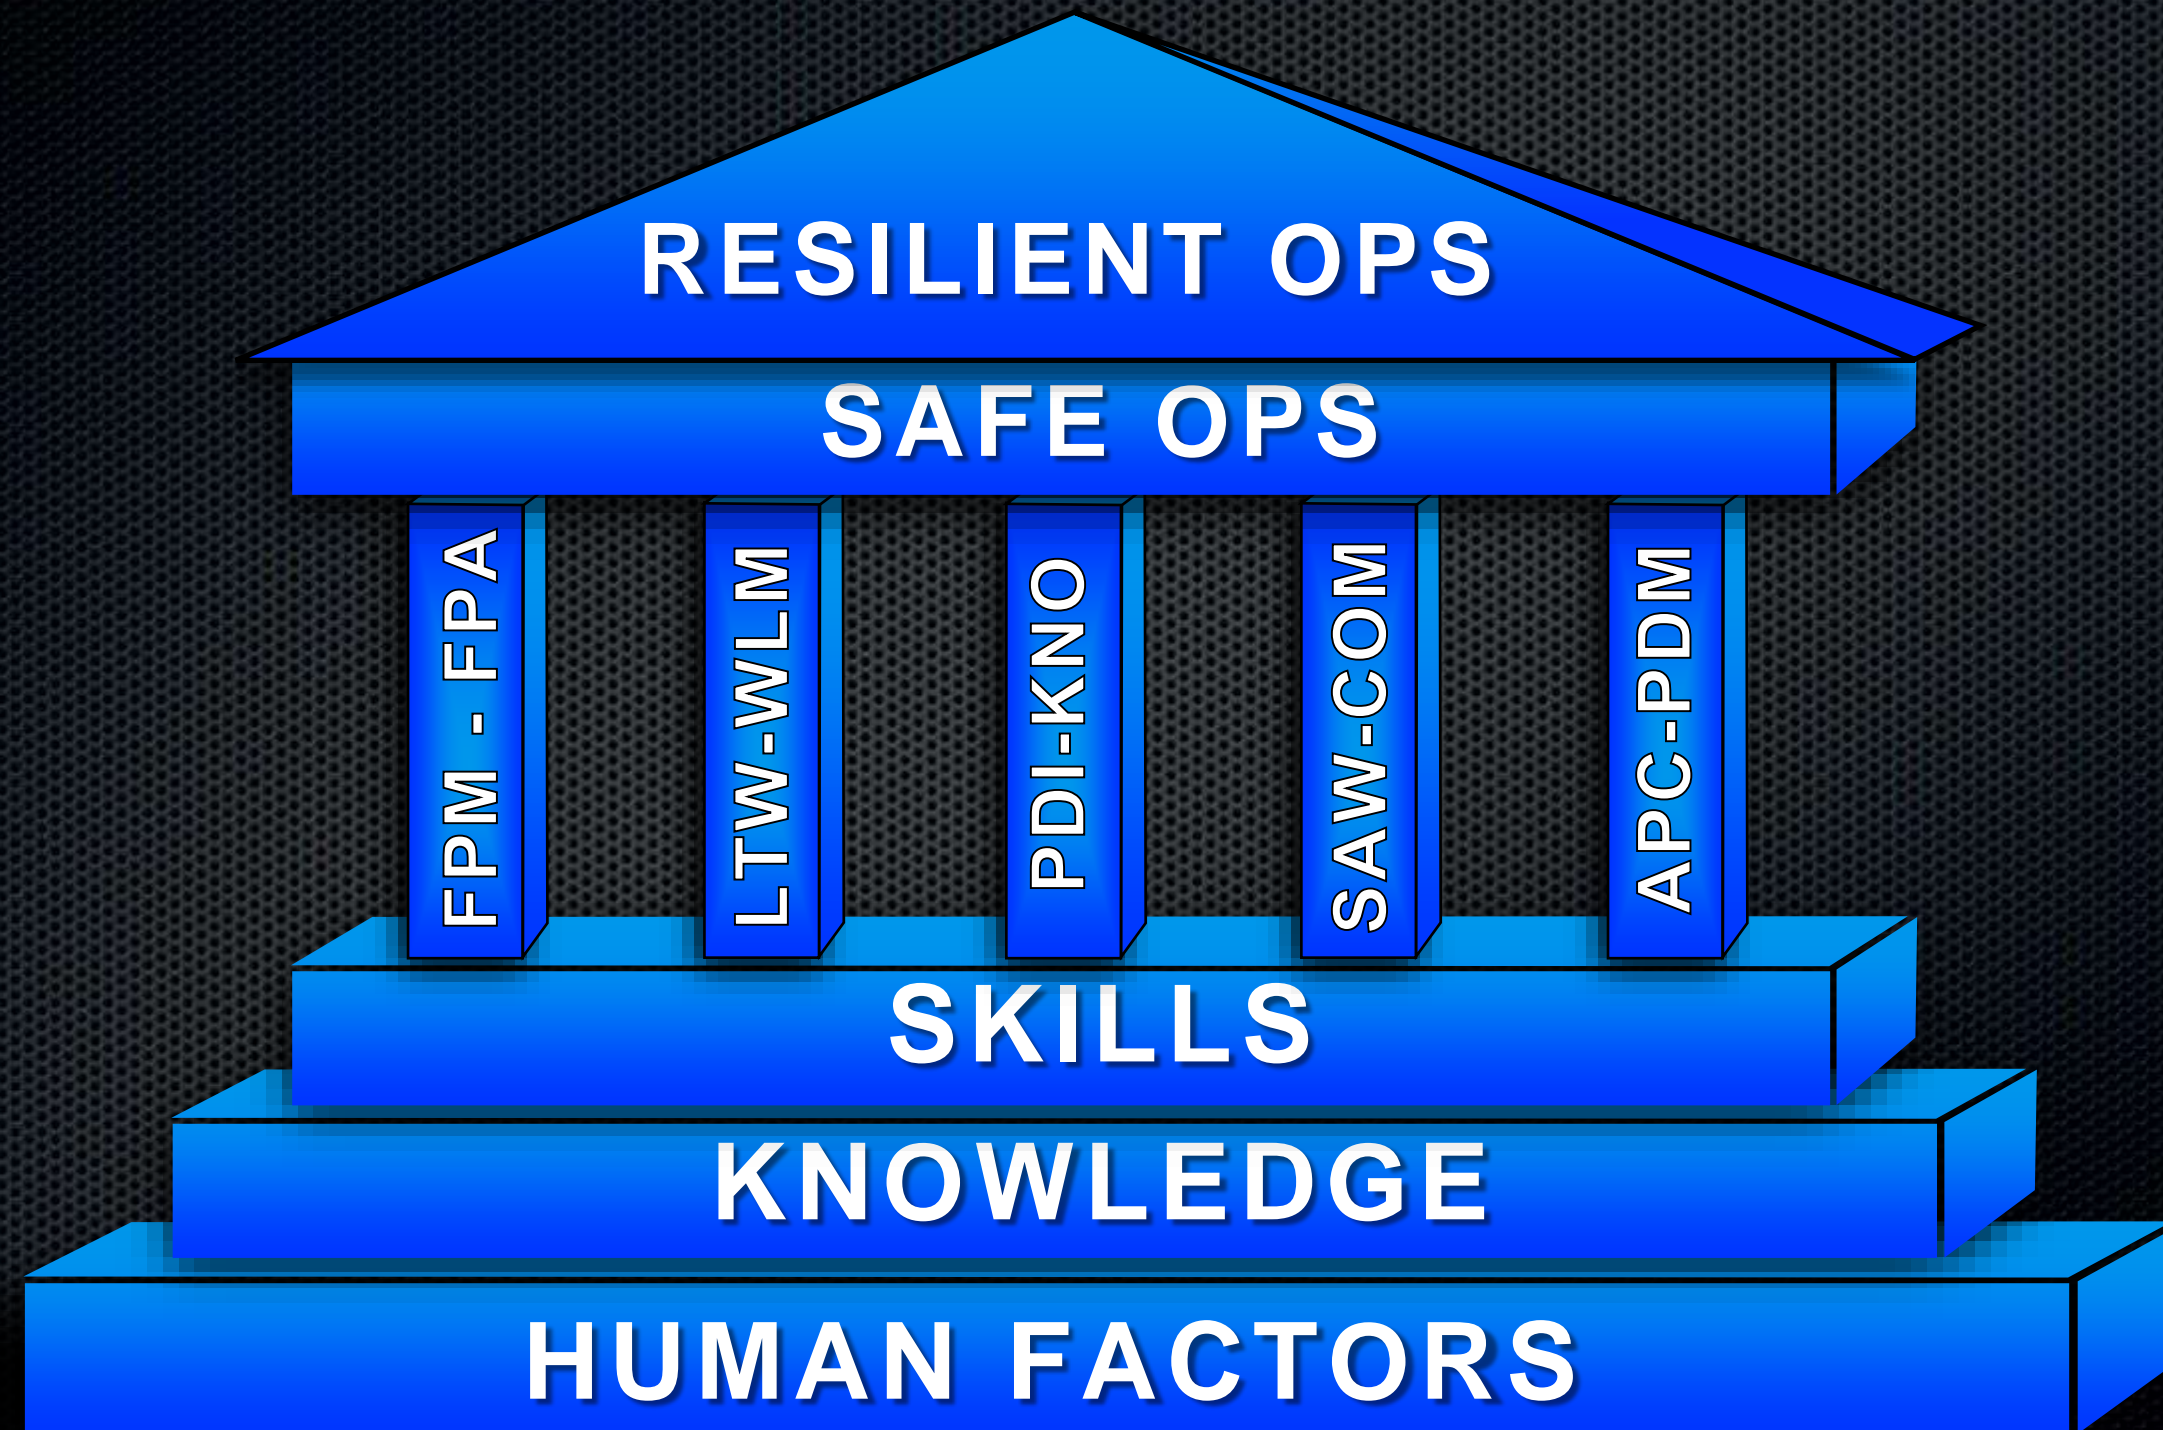 RESILIENT OPS
SAFE OPS
FPM - FPA
LTW-WLM
PDI-KNO
SAW-COM
APC-PDM
SKILLS
KNOWLEDGE
HUMAN FACTORS